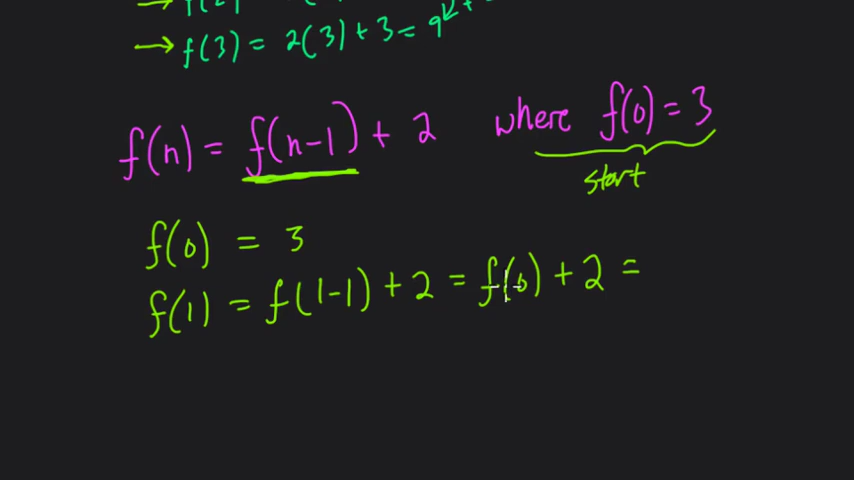 → f(2)
→ f(3) = 2(3) + 3 = 9
f(n) = f(n-1) + 2 where f(0) = 3
start
f(0) = 3
f(1) = f(1-1) + 2 = f(0) + 2 =